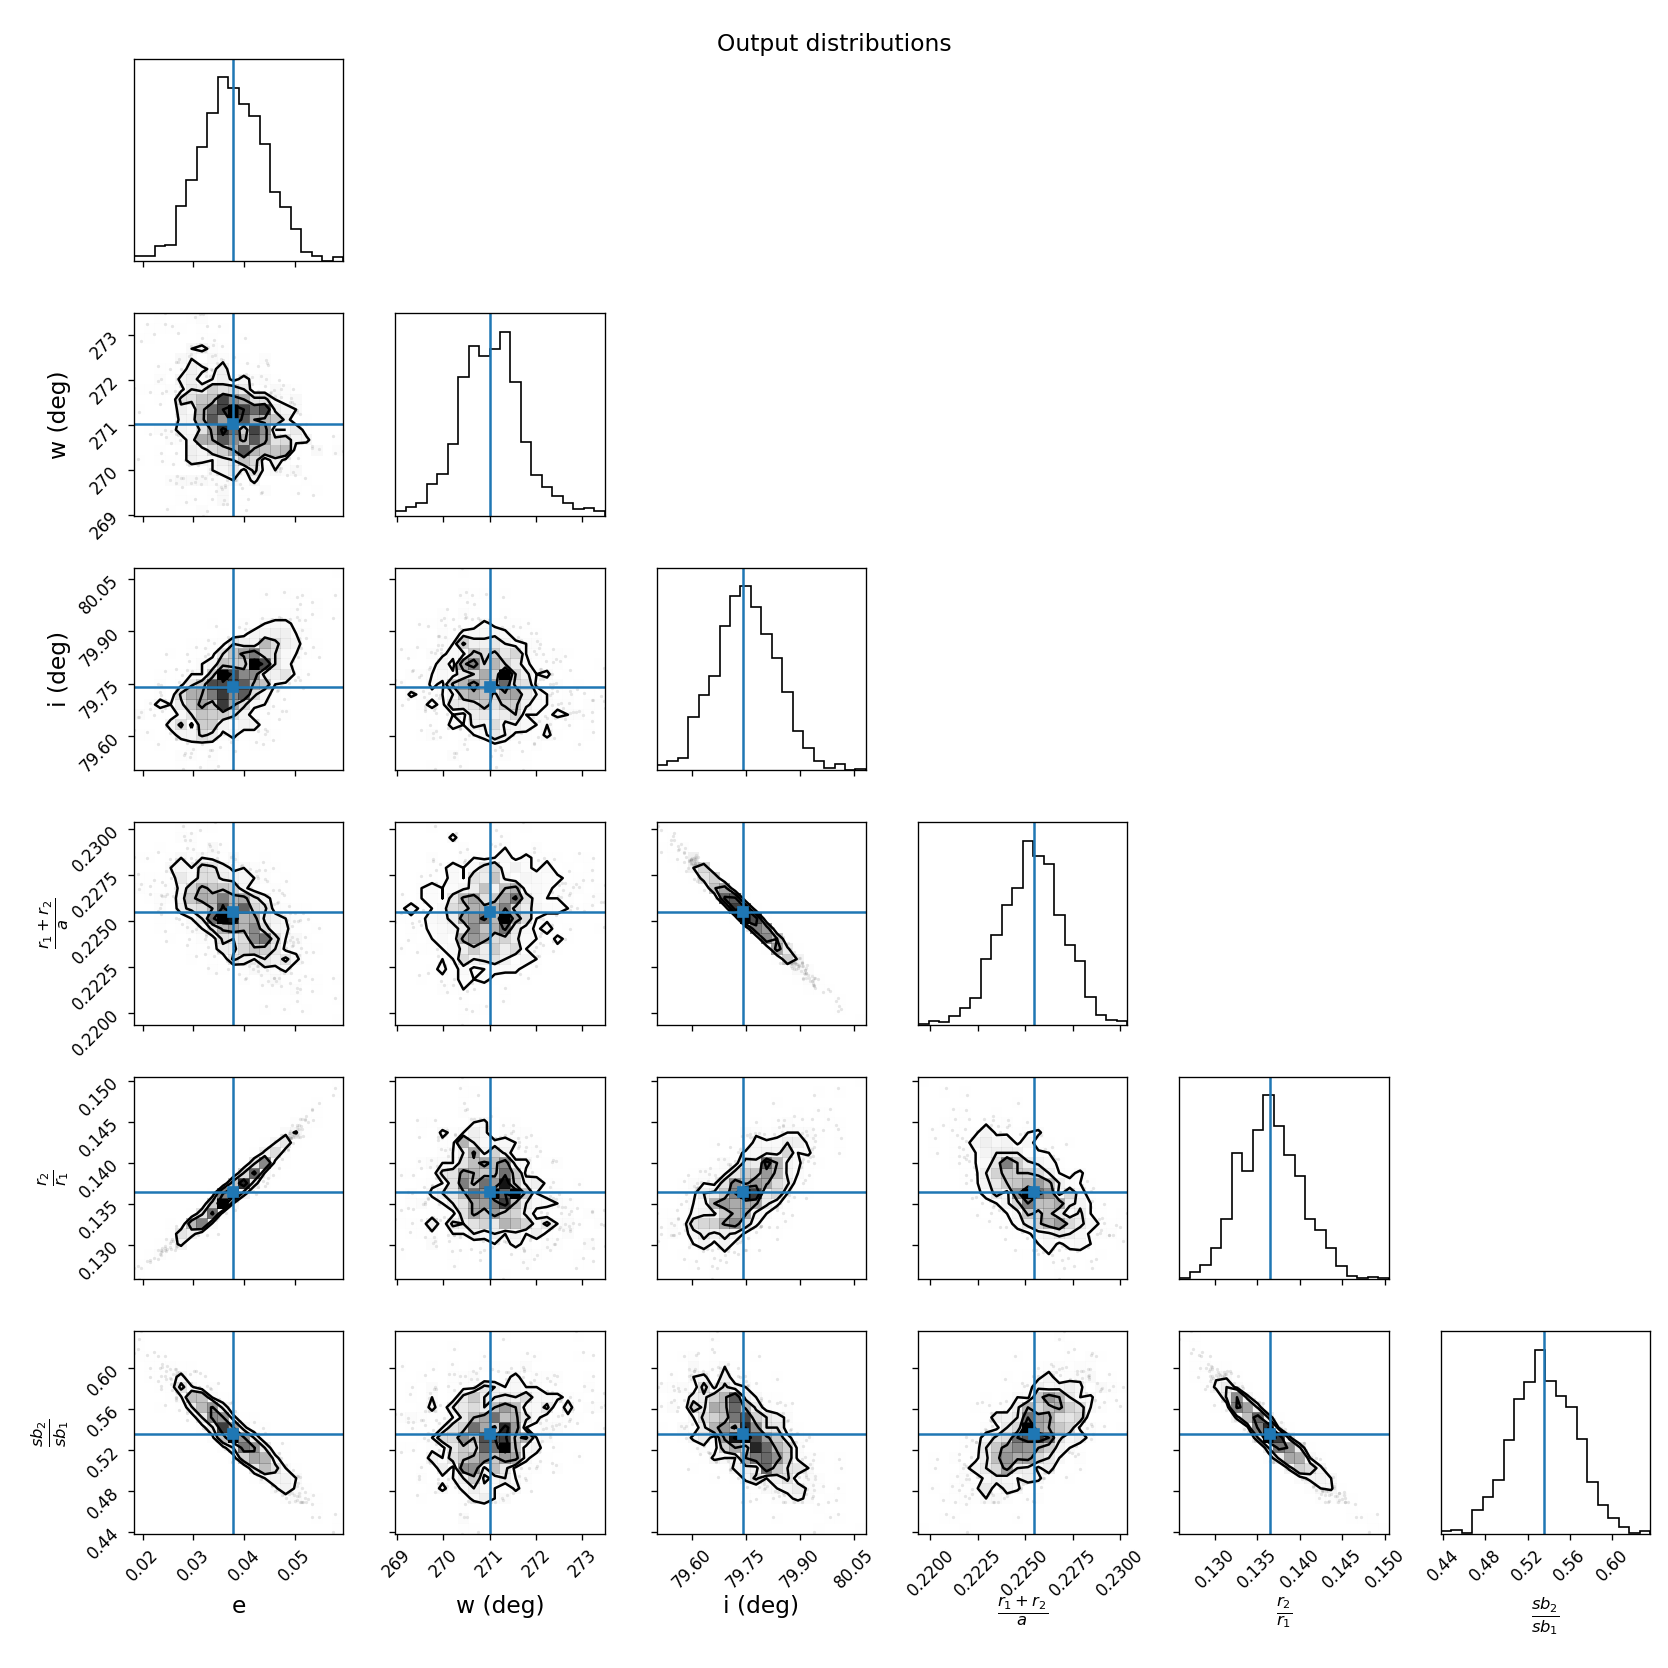 Output distributions
w (deg)
273
272
271
270
269
i (deg)
80.05
79.90
79.75
79.60
r₁ + r₂
a
0.2300
0.2275
0.2250
0.2225
0.2200
r₂
r₁
0.150
0.145
0.140
0.135
0.130
sb₂
sb₁
0.60
0.56
0.52
0.48
0.44
0.02 0.03 0.04 0.05
269 270 271 272 273
79.60 79.75 79.90 80.05
0.2200 0.2225 0.2250 0.2275 0.2300
0.130 0.135 0.140 0.145 0.150
0.44 0.48 0.52 0.56 0.60
e
w (deg)
i (deg)
r₁ + r₂
a
r₂
r₁
sb₂
sb₁